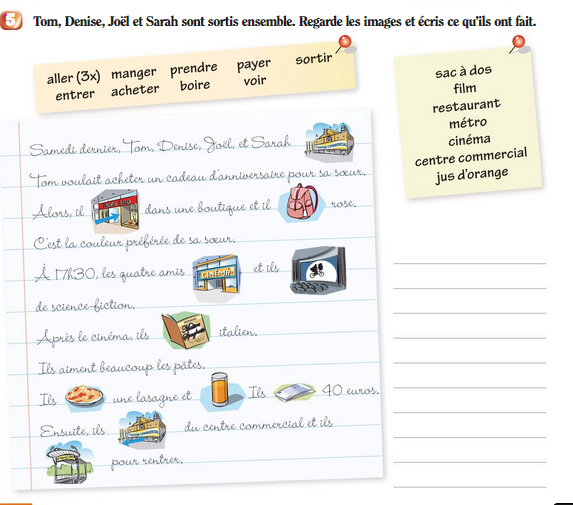 5 Tom, Denise, Joël et Sarah sont sortis ensemble. Regarde les images et écris ce qu'ils ont fait.
aller (3x) manger prendre payer sortir
entrer acheter boire voir
sac à dos
film
restaurant
métro
cinéma
centre commercial
jus d'orange
Samedi dernier, Tom, Denise, Joël, et Sarah
Tom voulait acheter un cadeau d'anniversaire pour sa sœur.
Alors, il dans une boutique et il rose.
C'est la couleur préférée de sa sœur.
À 17h30, les quatre amis et ils
de science-fiction.
Après le cinéma, ils italien.
Ils aiment beaucoup les pâtes.
Ils une lasagne et Ils 40 euros.
Ensuite, ils du centre commercial et ils
pour rentrer.